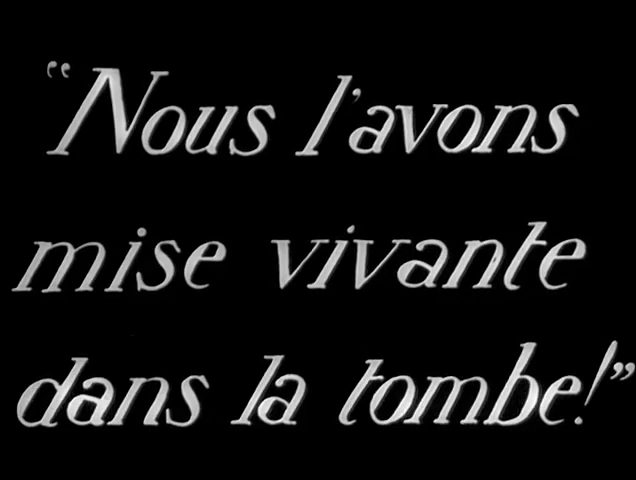 “Nous l'avons
mise vivante
dans la tombe!”